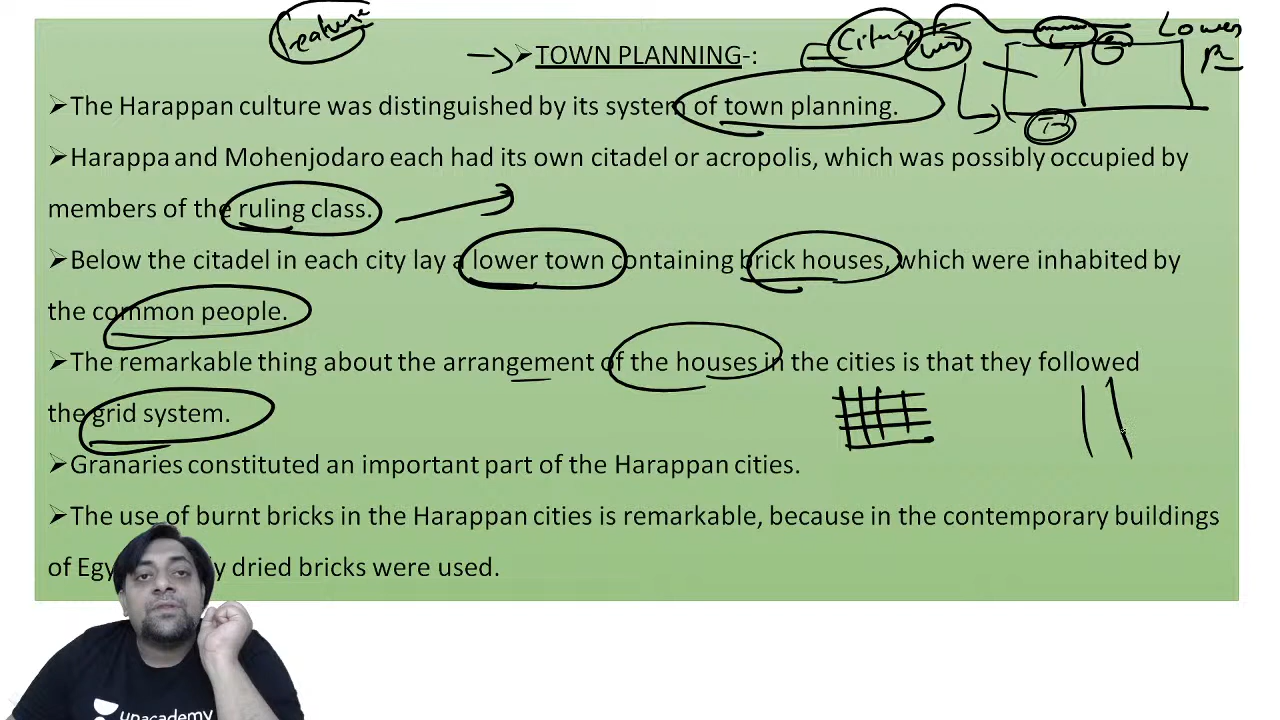 Feature
➢TOWN PLANNING-:
Lower
➢The Harappan culture was distinguished by its system of town planning.
➢Harappa and Mohenjodaro each had its own citadel or acropolis, which was possibly occupied by
members of the ruling class.
➢Below the citadel in each city lay a lower town containing brick houses, which were inhabited by
the common people.
➢The remarkable thing about the arrangement of the houses in the cities is that they followed
the grid system.
➢Granaries constituted an important part of the Harappan cities.
➢The use of burnt bricks in the Harappan cities is remarkable, because in the contemporary buildings
of dried bricks were used.
unacademy